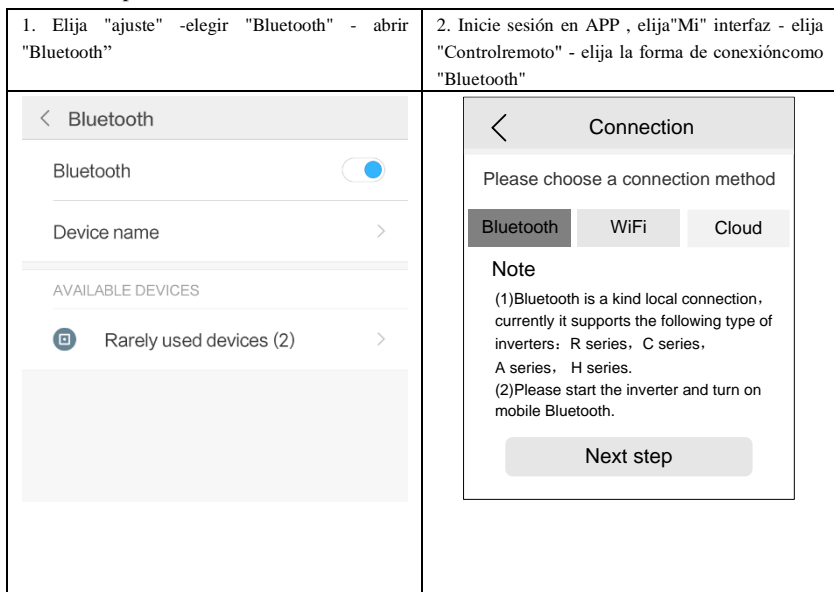 1. Elija "ajuste" -elegir "Bluetooth" - abrir
"Bluetooth”
2. Inicie sesión en APP , elija"Mi" interfaz - elija
"Controlremoto" - elija la forma de conexióncomo
"Bluetooth"
< Bluetooth
Bluetooth
Device name >
AVAILABLE DEVICES
Rarely used devices (2) >
< Connection
Please choose a connection method
Bluetooth WiFi Cloud
Note
(1)Bluetooth is a kind local connection，
currently it supports the following type of
inverters：R series，C series，
A series， H series.
(2)Please start the inverter and turn on
mobile Bluetooth.
Next step